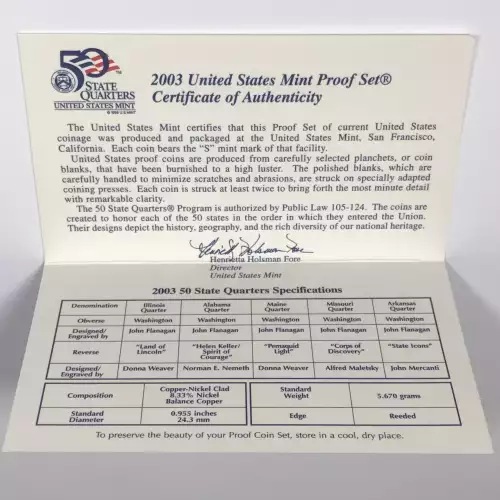 50
STATE
QUARTERS
UNITED STATES MINT
2003 United States Mint Proof Set®
Certificate of Authenticity
The United States Mint certifies that this Proof Set of current United States
coinage was produced and packaged at the United States Mint, San Francisco,
California. Each coin bears the "S" mint mark of that facility.
United States proof coins are produced from carefully selected planchets, or coin
blanks, that have been burnished to a high luster. The polished blanks, which are
carefully handled to minimize scratches and abrasions, are struck on specially adapted
coining presses. Each coin is struck at least twice to bring forth the most minute detail
with remarkable clarity.
The 50 State Quarters® Program is authorized by Public Law 105-124. The coins are
created to honor each of the 50 states in the order in which they entered the Union.
Their designs depict the history, geography, and the rich diversity of our national heritage.
Henrietta Holsman Fore
Henrietta Holsman Fore
Director
United States Mint
2003 50 State Quarters Specifications
Denomination Illinois Quarter Alabama Quarter Maine Quarter Missouri Quarter Arkansas Quarter
Obverse Washington Washington Washington Washington Washington
Designed/ Engraved by John Flanagan John Flanagan John Flanagan John Flanagan John Flanagan
Reverse "Land of Lincoln" "Helen Keller/ Spirit of Courage" "Pemaquid Light" "Corps of Discovery" "State Icons"
Designed/ Engraved by Donna Weaver Norman E. Nemeth Donna Weaver Alfred Maletsky John Mercanti
Composition Copper-Nickel Clad 8.33% Nickel Balance Copper Standard Weight 5.670 grams
Standard Diameter 0.955 inches 24.3 mm Edge Reeded
To preserve the beauty of your Proof Coin Set, store in a cool, dry place.